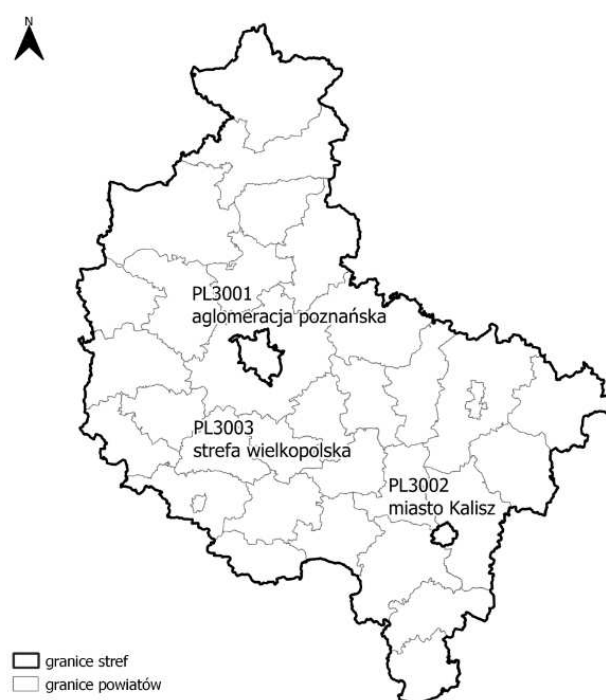 N
PL3001
aglomeracja poznańska
PL3003
strefa wielkopolska
PL3002
miasto Kalisz
granice stref
granice powiatów